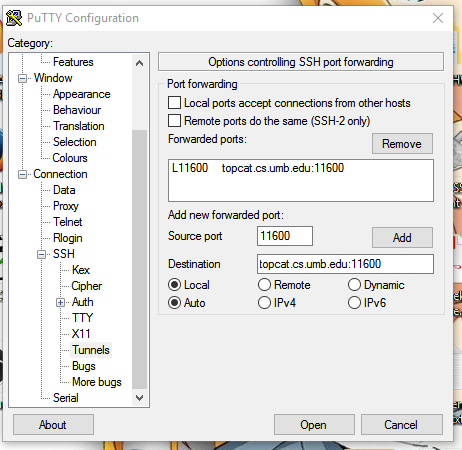 PuTTY Configuration
Category:
Features
Window
Appearance
Behaviour
Translation
Selection
Colours
Connection
Data
Proxy
Telnet
Rlogin
SSH
Kex
Cipher
Auth
TTY
X11
Tunnels
Bugs
More bugs
Serial
Options controlling SSH port forwarding
Port forwarding
Local ports accept connections from other hosts
Remote ports do the same (SSH-2 only)
Forwarded ports:
Remove
L11600 topcat.cs.umb.edu:11600
Add new forwarded port:
Source port 11600 Add
Destination topcat.cs.umb.edu:11600
Local Remote Dynamic
Auto IPv4 IPv6
About Open Cancel